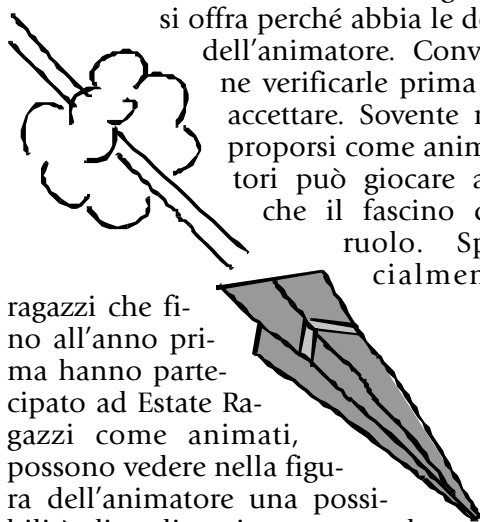 si offra perché abbia le
dell'animatore. Conv
ne verificarle prima
accettare. Sovente
proporsi come anim
tori può giocare a
che il fascino
ruolo. Sp
cialmen
ragazzi che fi-
no all'anno pri-
ma hanno parte-
cipato ad Estate Ra-
gazzi come animati,
possono vedere nella figu-
ra dell'animatore una possi-